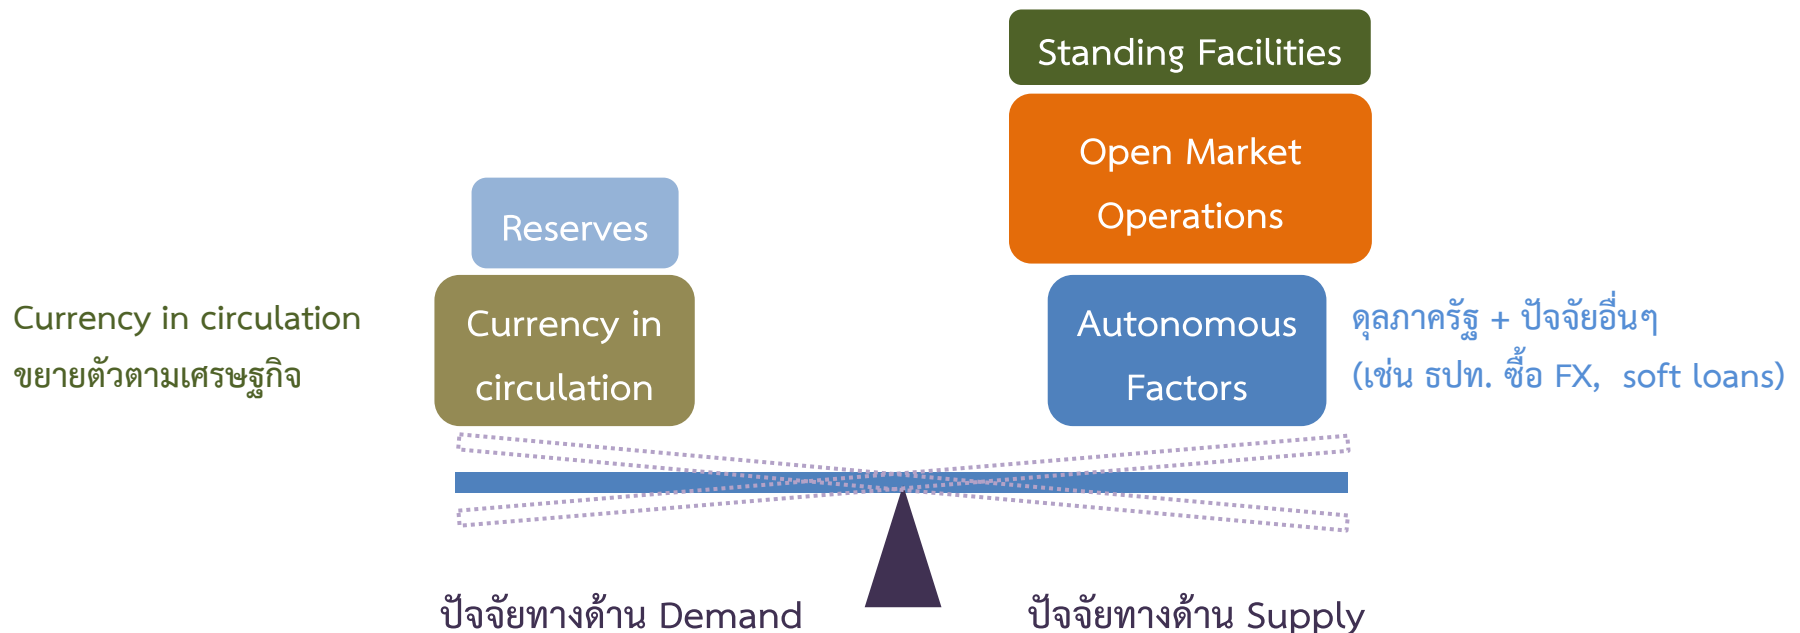 Standing Facilities
Open Market
Operations
Reserves
Currency in circulation
ขยายตัวตามเศรษฐกิจ
Currency in
circulation
Autonomous
Factors
ดุลภาครัฐ + ปัจจัยอื่นๆ
(เช่น ธปท. ซื้อ FX, soft loans)
ปัจจัยทางด้าน Demand
ปัจจัยทางด้าน Supply